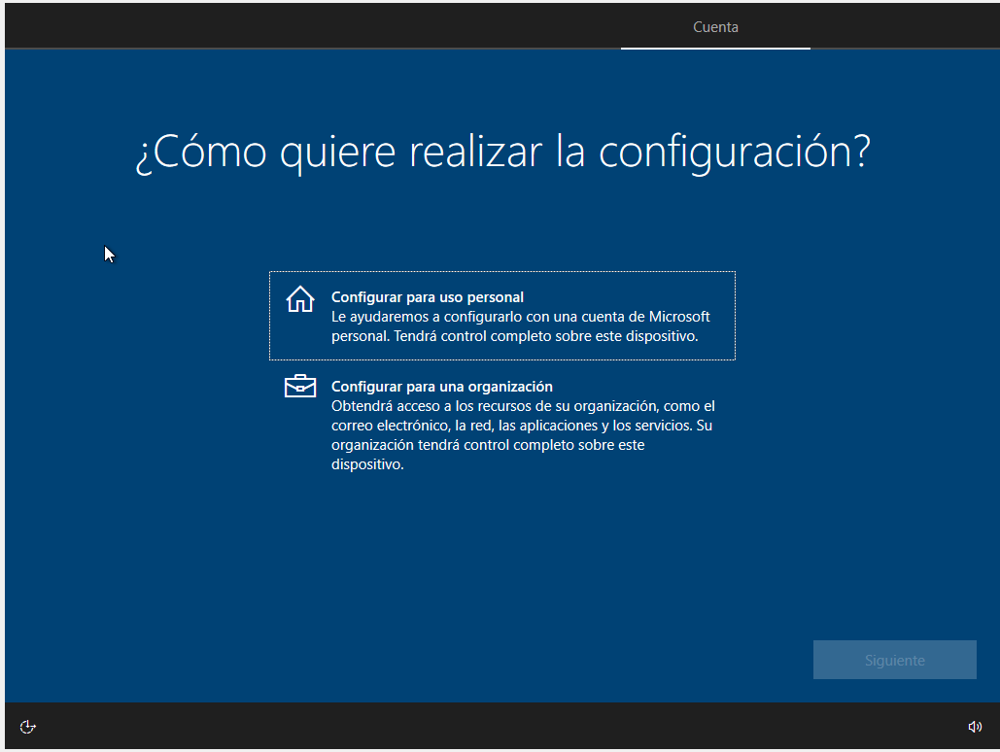 Cuenta
¿Cómo quiere realizar la configuración?
Configurar para uso personal
Le ayudaremos a configurarlo con una cuenta de Microsoft
personal. Tendrá control completo sobre este dispositivo.
Configurar para una organización
Obtendrá acceso a los recursos de su organización, como el
correo electrónico, la red, las aplicaciones y los servicios. Su
organización tendrá control completo sobre este
dispositivo.
Siguiente